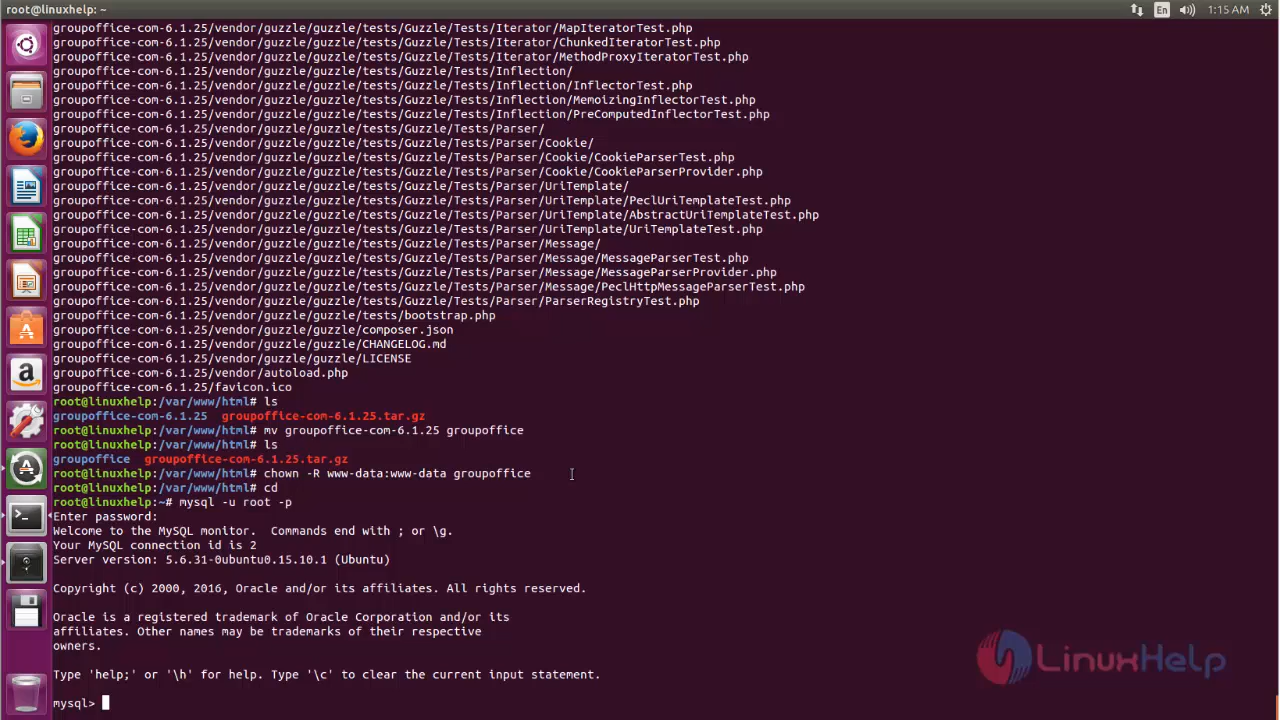 root@linuxhelp: ~
En
1:15 AM
groupoffice-com-6.1.25/vendor/guzzle/guzzle/tests/Guzzle/Tests/Iterator/MapIteratorTest.php
groupoffice-com-6.1.25/vendor/guzzle/guzzle/tests/Guzzle/Tests/Iterator/ChunkedIteratorTest.php
groupoffice-com-6.1.25/vendor/guzzle/guzzle/tests/Guzzle/Tests/Iterator/MethodProxyIteratorTest.php
groupoffice-com-6.1.25/vendor/guzzle/guzzle/tests/Guzzle/Tests/Inflection/
groupoffice-com-6.1.25/vendor/guzzle/guzzle/tests/Guzzle/Tests/Inflection/InflectorTest.php
groupoffice-com-6.1.25/vendor/guzzle/guzzle/tests/Guzzle/Tests/Inflection/MemoizingInflectorTest.php
groupoffice-com-6.1.25/vendor/guzzle/guzzle/tests/Guzzle/Tests/Inflection/PreComputedInflectorTest.php
groupoffice-com-6.1.25/vendor/guzzle/guzzle/tests/Guzzle/Tests/Parser/
groupoffice-com-6.1.25/vendor/guzzle/guzzle/tests/Guzzle/Tests/Parser/Cookie/
groupoffice-com-6.1.25/vendor/guzzle/guzzle/tests/Guzzle/Tests/Parser/Cookie/CookieParserTest.php
groupoffice-com-6.1.25/vendor/guzzle/guzzle/tests/Guzzle/Tests/Parser/Cookie/CookieParserProvider.php
groupoffice-com-6.1.25/vendor/guzzle/guzzle/tests/Guzzle/Tests/Parser/UriTemplate/
groupoffice-com-6.1.25/vendor/guzzle/guzzle/tests/Guzzle/Tests/Parser/UriTemplate/PeclUriTemplateTest.php
groupoffice-com-6.1.25/vendor/guzzle/guzzle/tests/Guzzle/Tests/Parser/UriTemplate/AbstractUriTemplateTest.php
groupoffice-com-6.1.25/vendor/guzzle/guzzle/tests/Guzzle/Tests/Parser/UriTemplate/UriTemplateTest.php
groupoffice-com-6.1.25/vendor/guzzle/guzzle/tests/Guzzle/Tests/Parser/Message/
groupoffice-com-6.1.25/vendor/guzzle/guzzle/tests/Guzzle/Tests/Parser/Message/MessageParserTest.php
groupoffice-com-6.1.25/vendor/guzzle/guzzle/tests/Guzzle/Tests/Parser/Message/MessageParserProvider.php
groupoffice-com-6.1.25/vendor/guzzle/guzzle/tests/Guzzle/Tests/Parser/Message/PeclHttpMessageParserTest.php
groupoffice-com-6.1.25/vendor/guzzle/guzzle/tests/Guzzle/Tests/Parser/ParserRegistryTest.php
groupoffice-com-6.1.25/vendor/guzzle/guzzle/tests/bootstrap.php
groupoffice-com-6.1.25/vendor/guzzle/guzzle/composer.json
groupoffice-com-6.1.25/vendor/guzzle/guzzle/CHANGELOG.md
groupoffice-com-6.1.25/vendor/guzzle/guzzle/LICENSE
groupoffice-com-6.1.25/vendor/autoload.php
groupoffice-com-6.1.25/favicon.ico
root@linuxhelp:/var/www/html# ls
groupoffice-com-6.1.25  groupoffice-com-6.1.25.tar.gz
root@linuxhelp:/var/www/html# mv groupoffice-com-6.1.25 groupoffice
root@linuxhelp:/var/www/html# ls
groupoffice  groupoffice-com-6.1.25.tar.gz
root@linuxhelp:/var/www/html# chown -R www-data:www-data groupoffice
root@linuxhelp:/var/www/html# cd
root@linuxhelp:~# mysql -u root -p
Enter password:
Welcome to the MySQL monitor.  Commands end with ; or \g.
Your MySQL connection id is 2
Server version: 5.6.31-0ubuntu0.15.10.1 (Ubuntu)
Copyright (c) 2000, 2016, Oracle and/or its affiliates. All rights reserved.
Oracle is a registered trademark of Oracle Corporation and/or its
affiliates. Other names may be trademarks of their respective
owners.
Type 'help;' or '\h' for help. Type '\c' to clear the current input statement.
mysql>
LinuxHelp